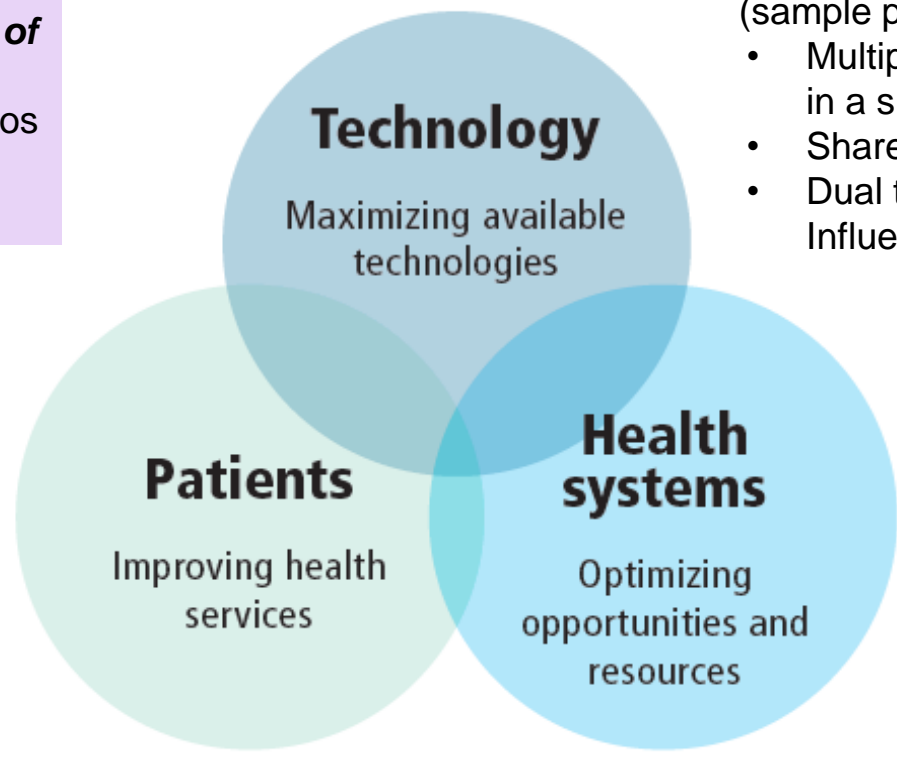 of
os
(sample p
• Multip
in a s
• Share
• Dual t
Influe
Technology
Maximizing available
technologies
Patients
Improving health
services
Health
systems
Optimizing
opportunities and
resources